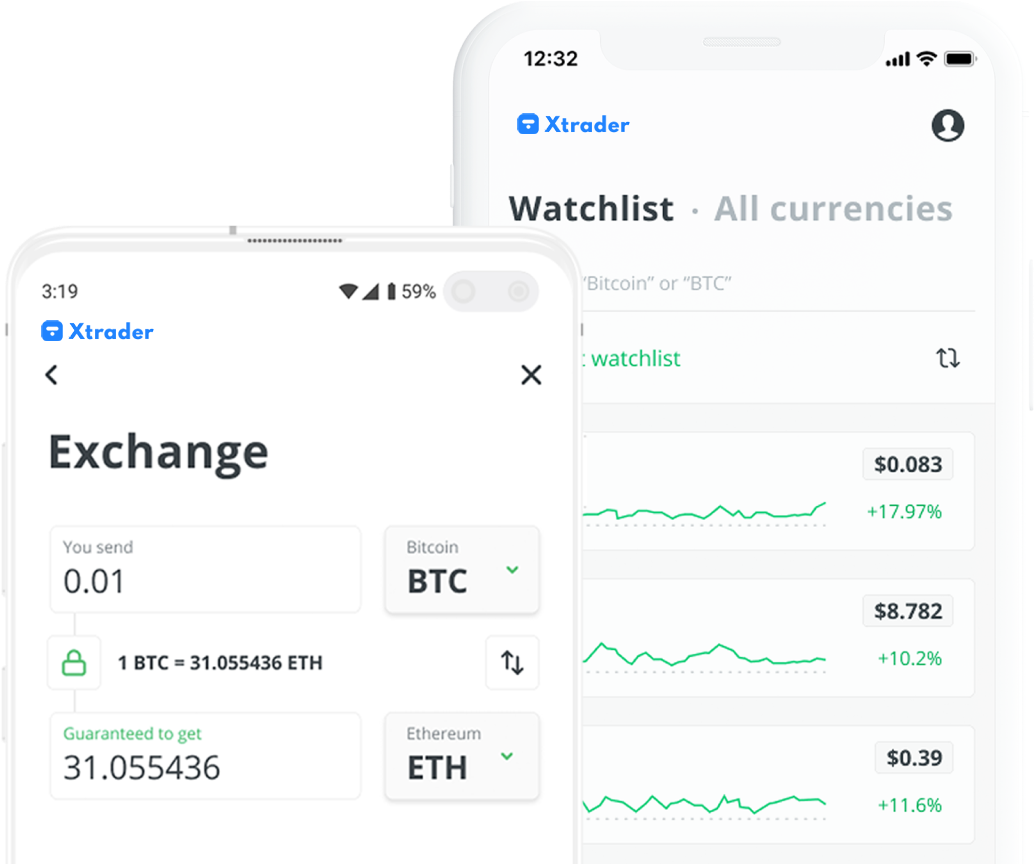 12:32
Xtrader
Watchlist · All currencies
"Bitcoin" or "BTC"
watchlist
$0.083
+17.97%
$8.782
+10.2%
$0.39
+11.6%
3:19
59%
Xtrader
Exchange
You send
0.01
Bitcoin
BTC
1 BTC = 31.055436 ETH
Guaranteed to get
31.055436
Ethereum
ETH